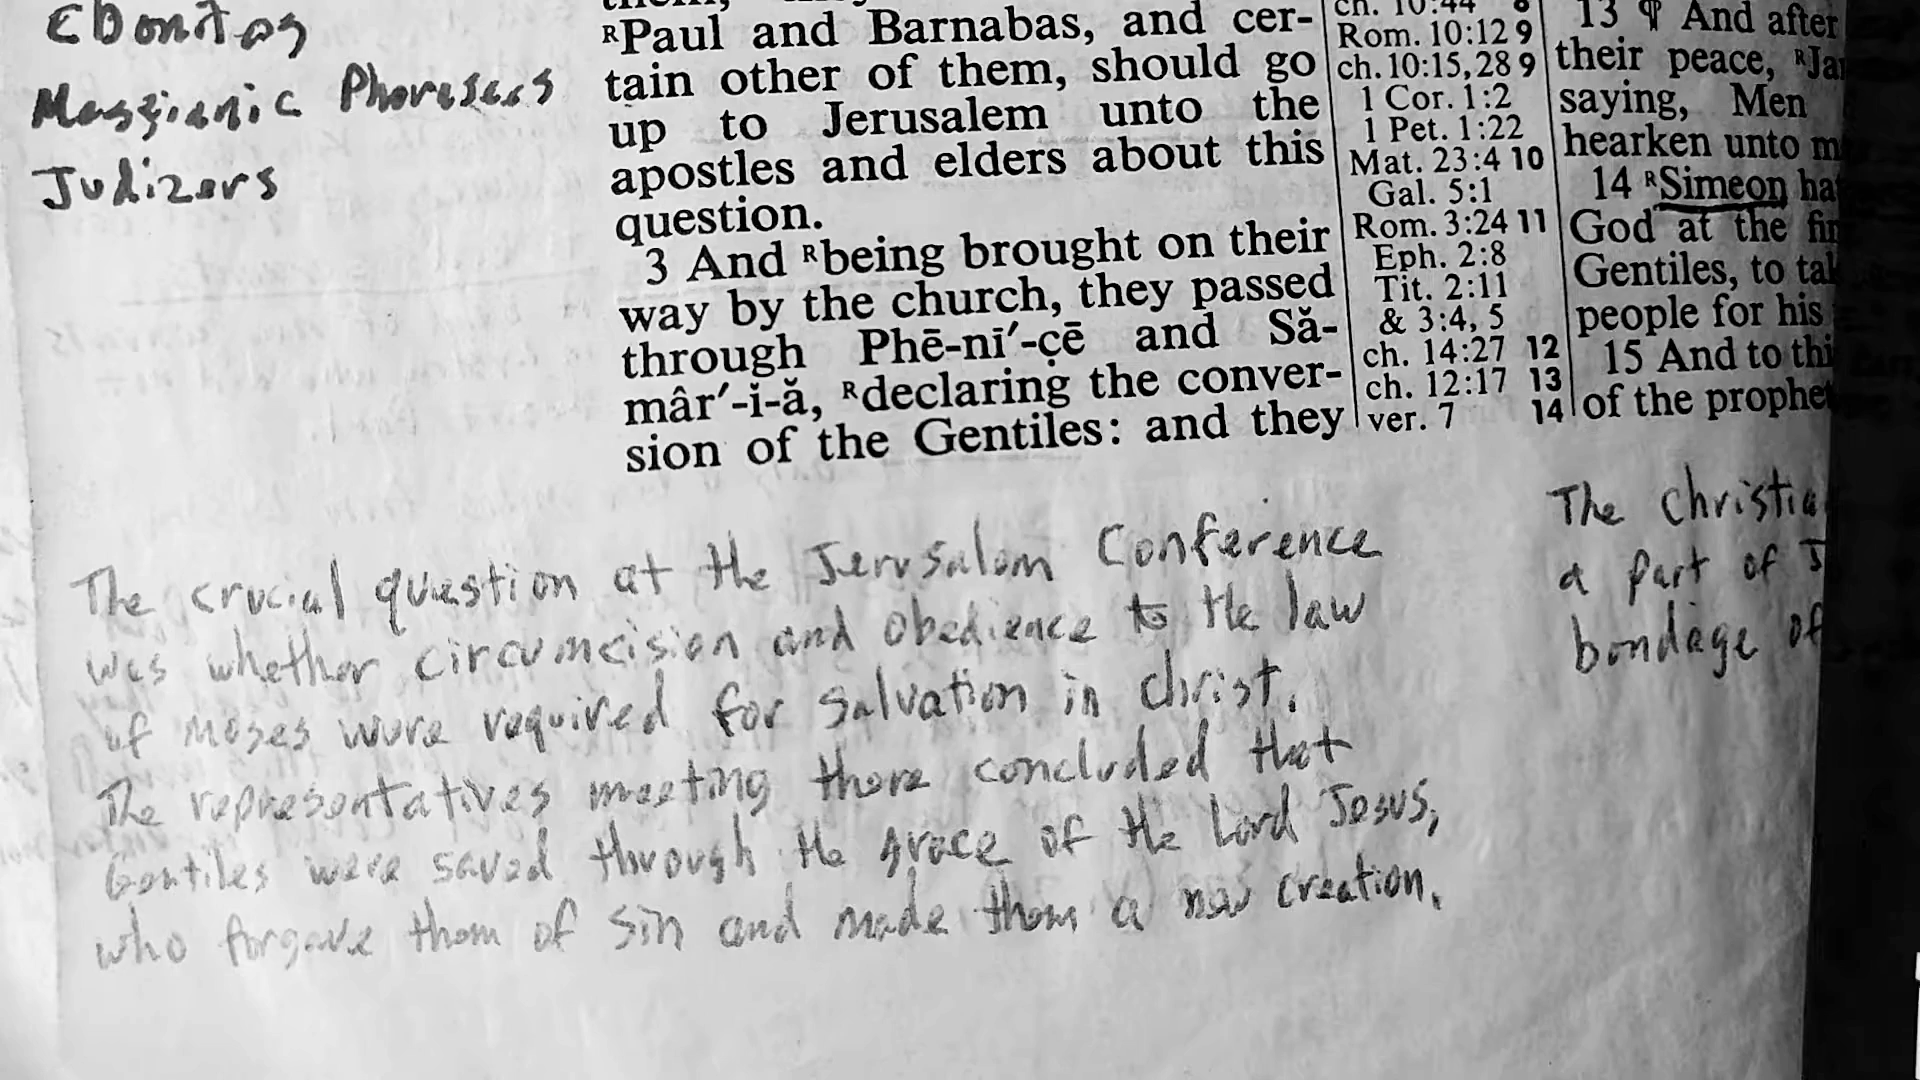 Ebonitas
Messianic Pharesees
Judizers
ᴿPaul and Barnabas, and cer-
tain other of them, should go
up to Jerusalem unto the
apostles and elders about this
question.
3 And ᴿbeing brought on their
way by the church, they passed
through Phē-nī′-çē and Să-
mâr′-ĭ-ă, ᴿdeclaring the conver-
sion of the Gentiles: and they
ch. 10:44 8
Rom. 10:12 9
ch. 10:15, 28 9
1 Cor. 1:2
1 Pet. 1:22
Mat. 23:4 10
Gal. 5:1
Rom. 3:24 11
Eph. 2:8
Tit. 2:11
& 3:4, 5
ch. 14:27 12
ch. 12:17 13
ver. 7 14
13 ¶ And after
their peace, ᴿJa
saying, Men
hearken unto m
14 ᴿSimeon ha
God at the fir
Gentiles, to tak
people for his
15 And to thi
of the prophet
The crucial question at the Jerusalem Conference
was whether circumcision and obedience to the law
of Moses were required for salvation in christ.
The representatives meeting there concluded that
Gentiles were saved through the grace of the Lord Jesus,
who forgave them of sin and made them a new creation.
The christia
a part of J
bondage of